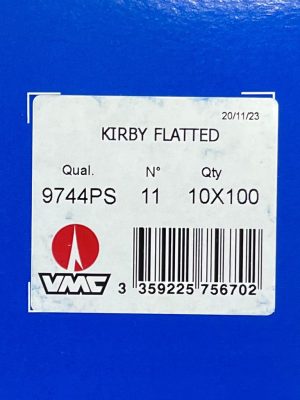 20/11/23
KIRBY FLATTED
Qual. N° Qty
9744PS 11 10X100
VMC
3 359225 756702